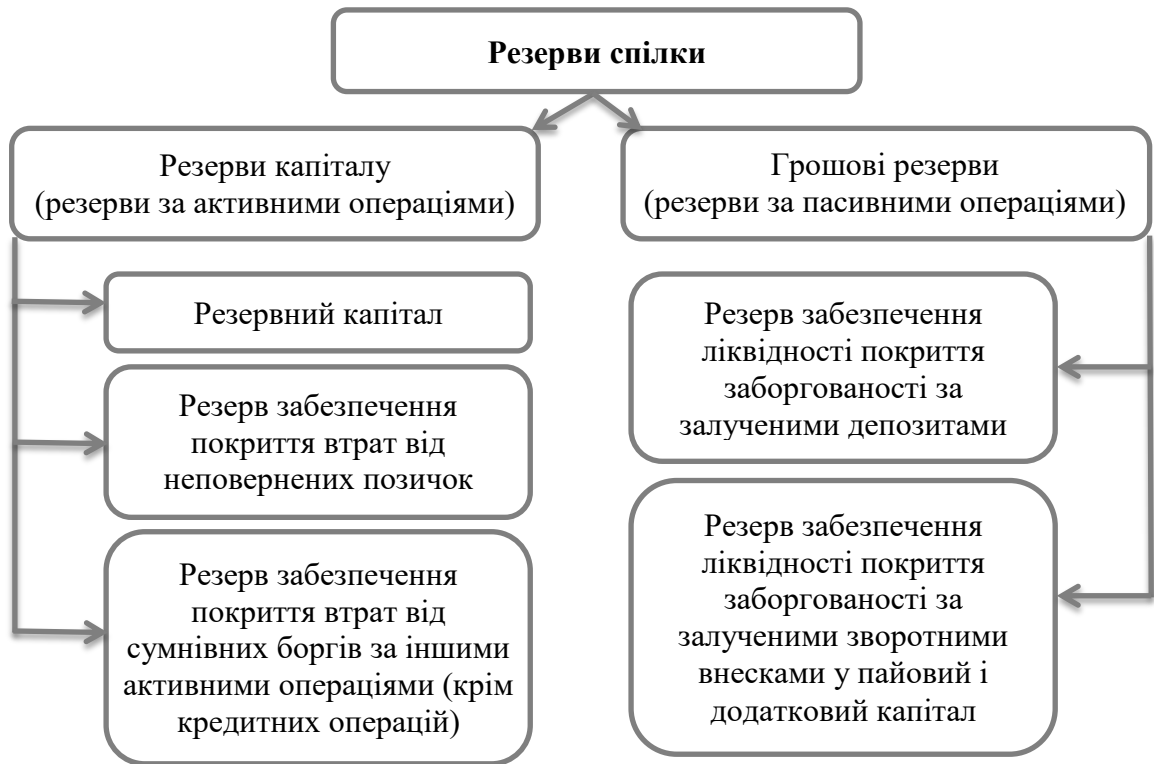 Резерви спілки
Резерви капіталу
(резерви за активними операціями)
Грошові резерви
(резерви за пасивними операціями)
Резервний капітал
Резерв забезпечення
покриття втрат від
неповернених позичок
Резерв забезпечення
покриття втрат від
сумнівних боргів за іншими
активними операціями (крім
кредитних операцій)
Резерв забезпечення
ліквідності покриття
заборгованості за
залученими депозитами
Резерв забезпечення
ліквідності покриття
заборгованості за
залученими зворотними
внесками у пайовий і
додатковий капітал